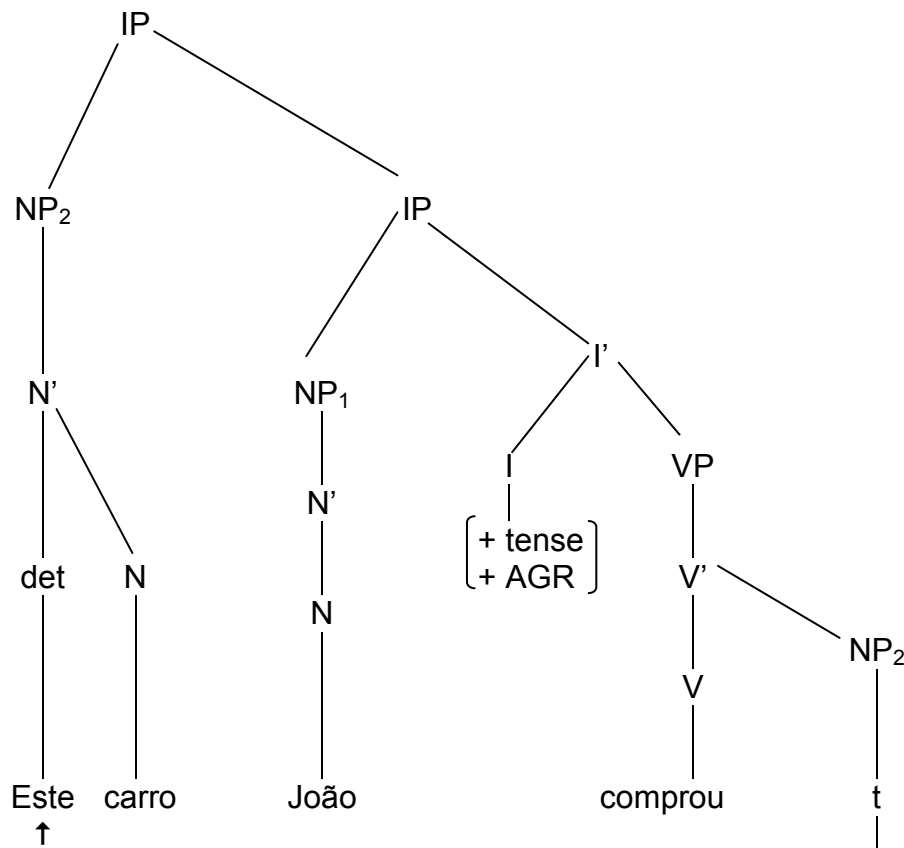 IP
NP₂ IP
I’
N’ NP₁
I VP
N’
+ tense
+ AGR
det N V’
N
NP₂
V
Este carro João comprou t